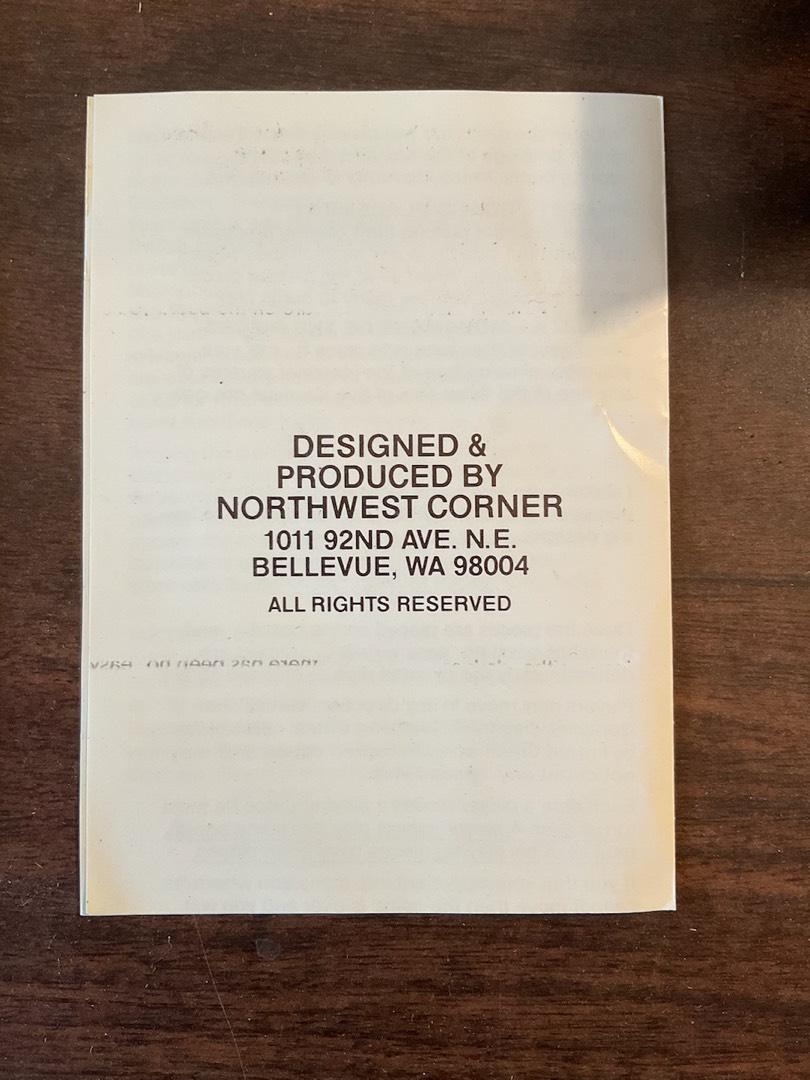 DESIGNED &
PRODUCED BY
NORTHWEST CORNER
1011 92ND AVE. N.E.
BELLEVUE, WA 98004
ALL RIGHTS RESERVED